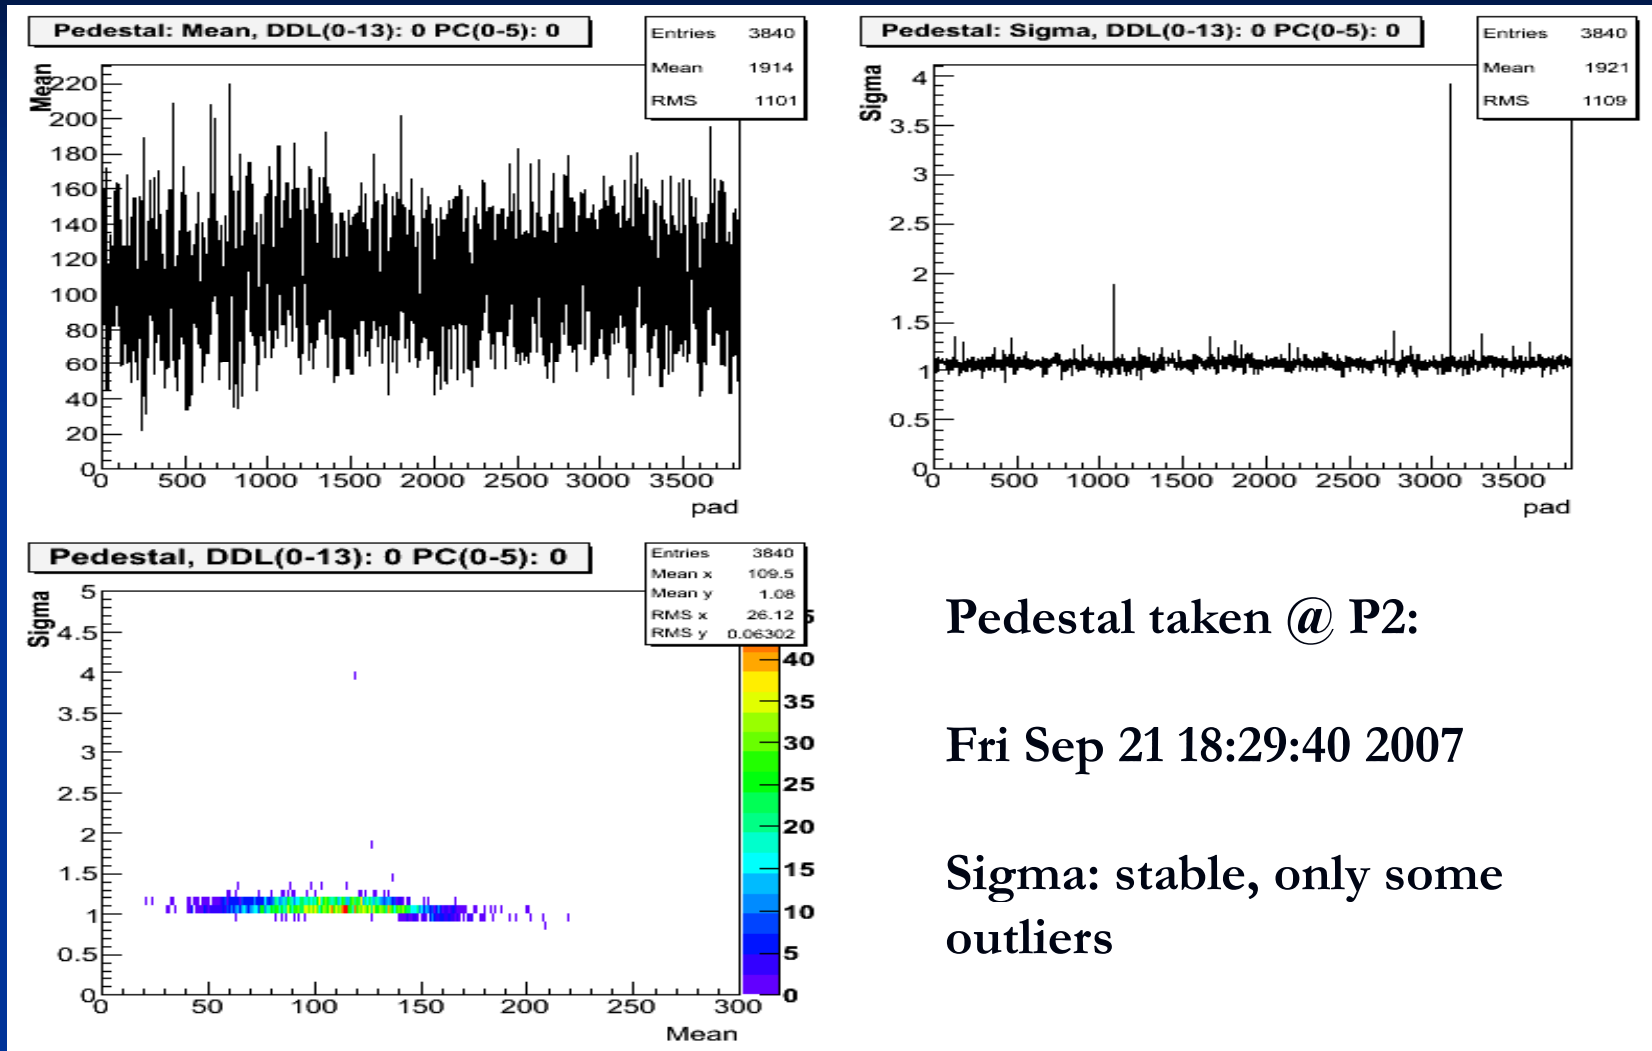 Pedestal: Mean, DDL(0-13): 0 PC(0-5): 0
Entries 3840
Mean 1914
RMS 1101
Mean
220
200
180
160
140
120
100
80
60
40
20
0
0 500 1000 1500 2000 2500 3000 3500
pad
Pedestal: Sigma, DDL(0-13): 0 PC(0-5): 0
Entries 3840
Mean 1921
RMS 1109
Sigma
4
3.5
3
2.5
2
1.5
1
0.5
0
0 500 1000 1500 2000 2500 3000 3500
pad
Pedestal, DDL(0-13): 0 PC(0-5): 0
Entries 3840
Mean x 109.5
Mean y 1.08
RMS x 26.12
RMS y 0.06302
Sigma
5
4.5
4
3.5
3
2.5
2
1.5
1
0.5
0
0 50 100 150 200 250 300
Mean
40
35
30
25
20
15
10
5
0
Pedestal taken @ P2:
Fri Sep 21 18:29:40 2007
Sigma: stable, only some
outliers